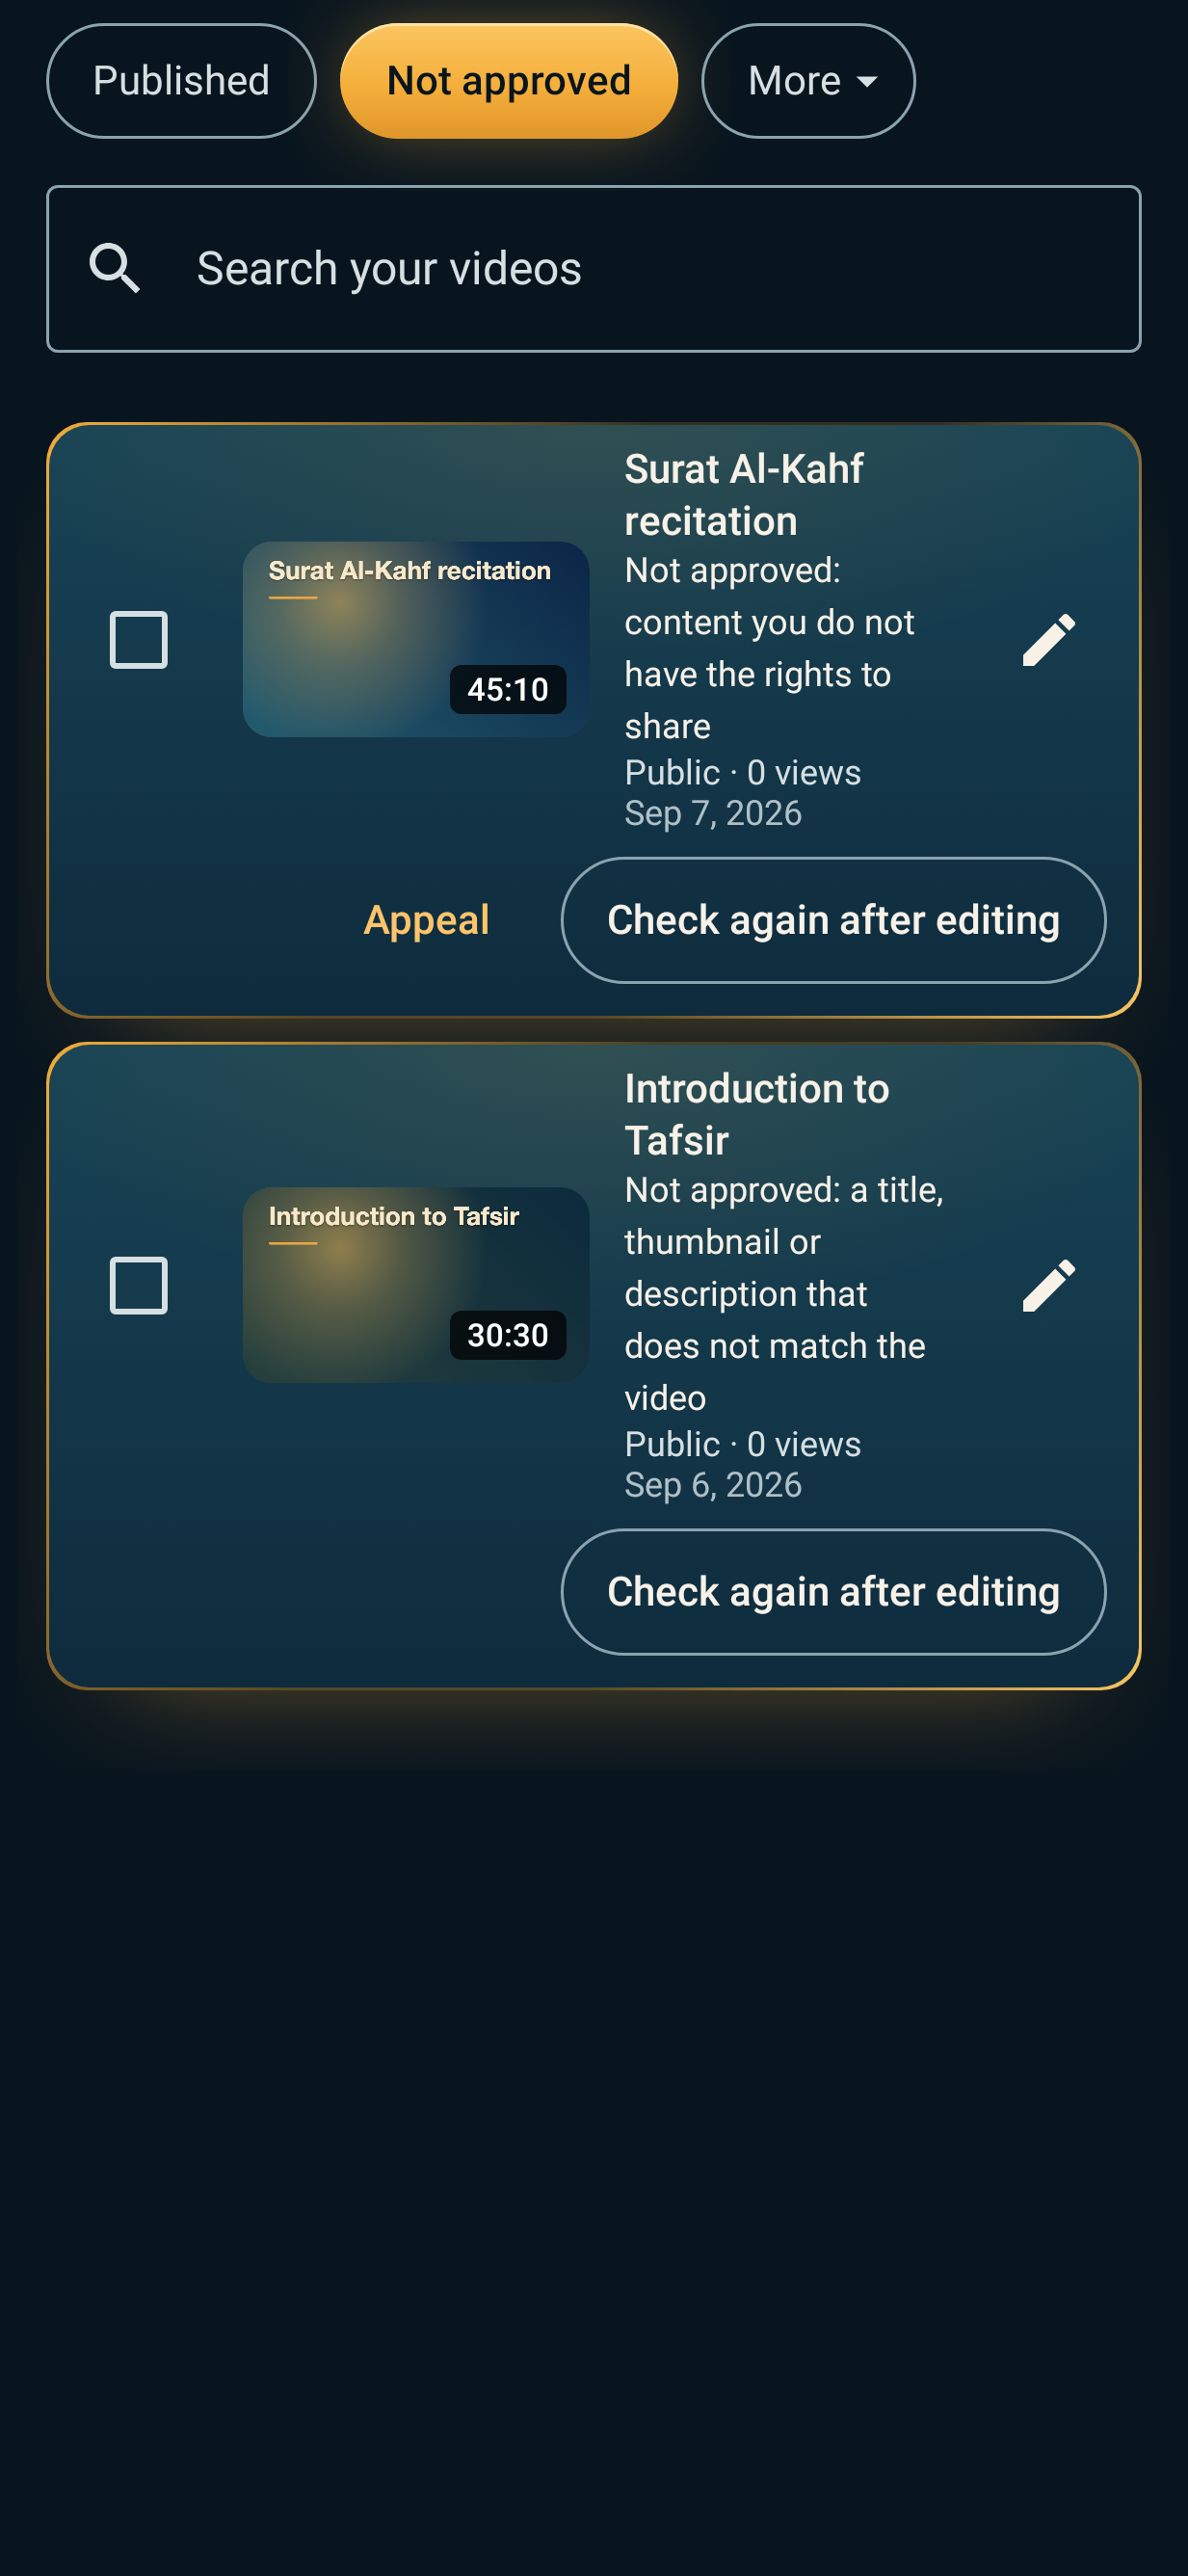 Published
Not approved
More
Search your videos
Surat Al-Kahf
recitation
Surat Al-Kahf recitation
45:10
Not approved:
content you do not
have the rights to
share
Public · 0 views
Sep 7, 2026
Appeal
Check again after editing
Introduction to
Tafsir
Introduction to Tafsir
30:30
Not approved: a title,
thumbnail or
description that
does not match the
video
Public · 0 views
Sep 6, 2026
Check again after editing